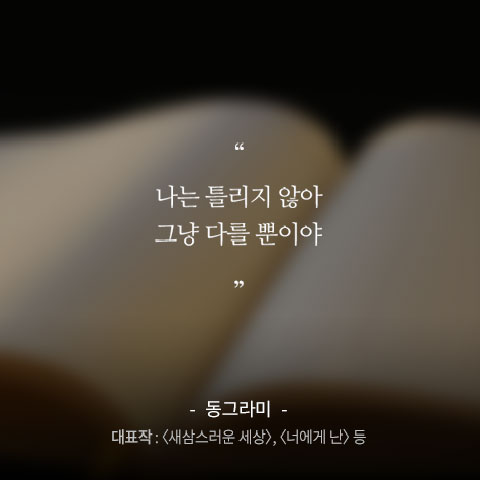 “
나는 틀리지 않아
그냥 다를 뿐이야
”
- 동그라미 -
대표작 : 〈새삼스러운 세상〉, 〈너에게 난〉 등